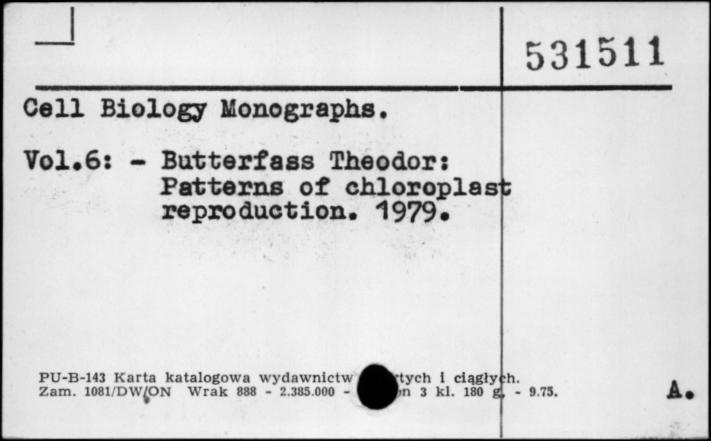 531511
Cell Biology Monographs.
Vol.6: - Butterfass Theodor:
Patterns of chloroplast
reproduction. 1979.
PU-B-143 Karta katalogowa wydawnictw tych i ciągłych.
Zam. 1081/DW/ON Wrak 888 - 2.385.000 - n 3 kl. 180 g. - 9.75.
A.